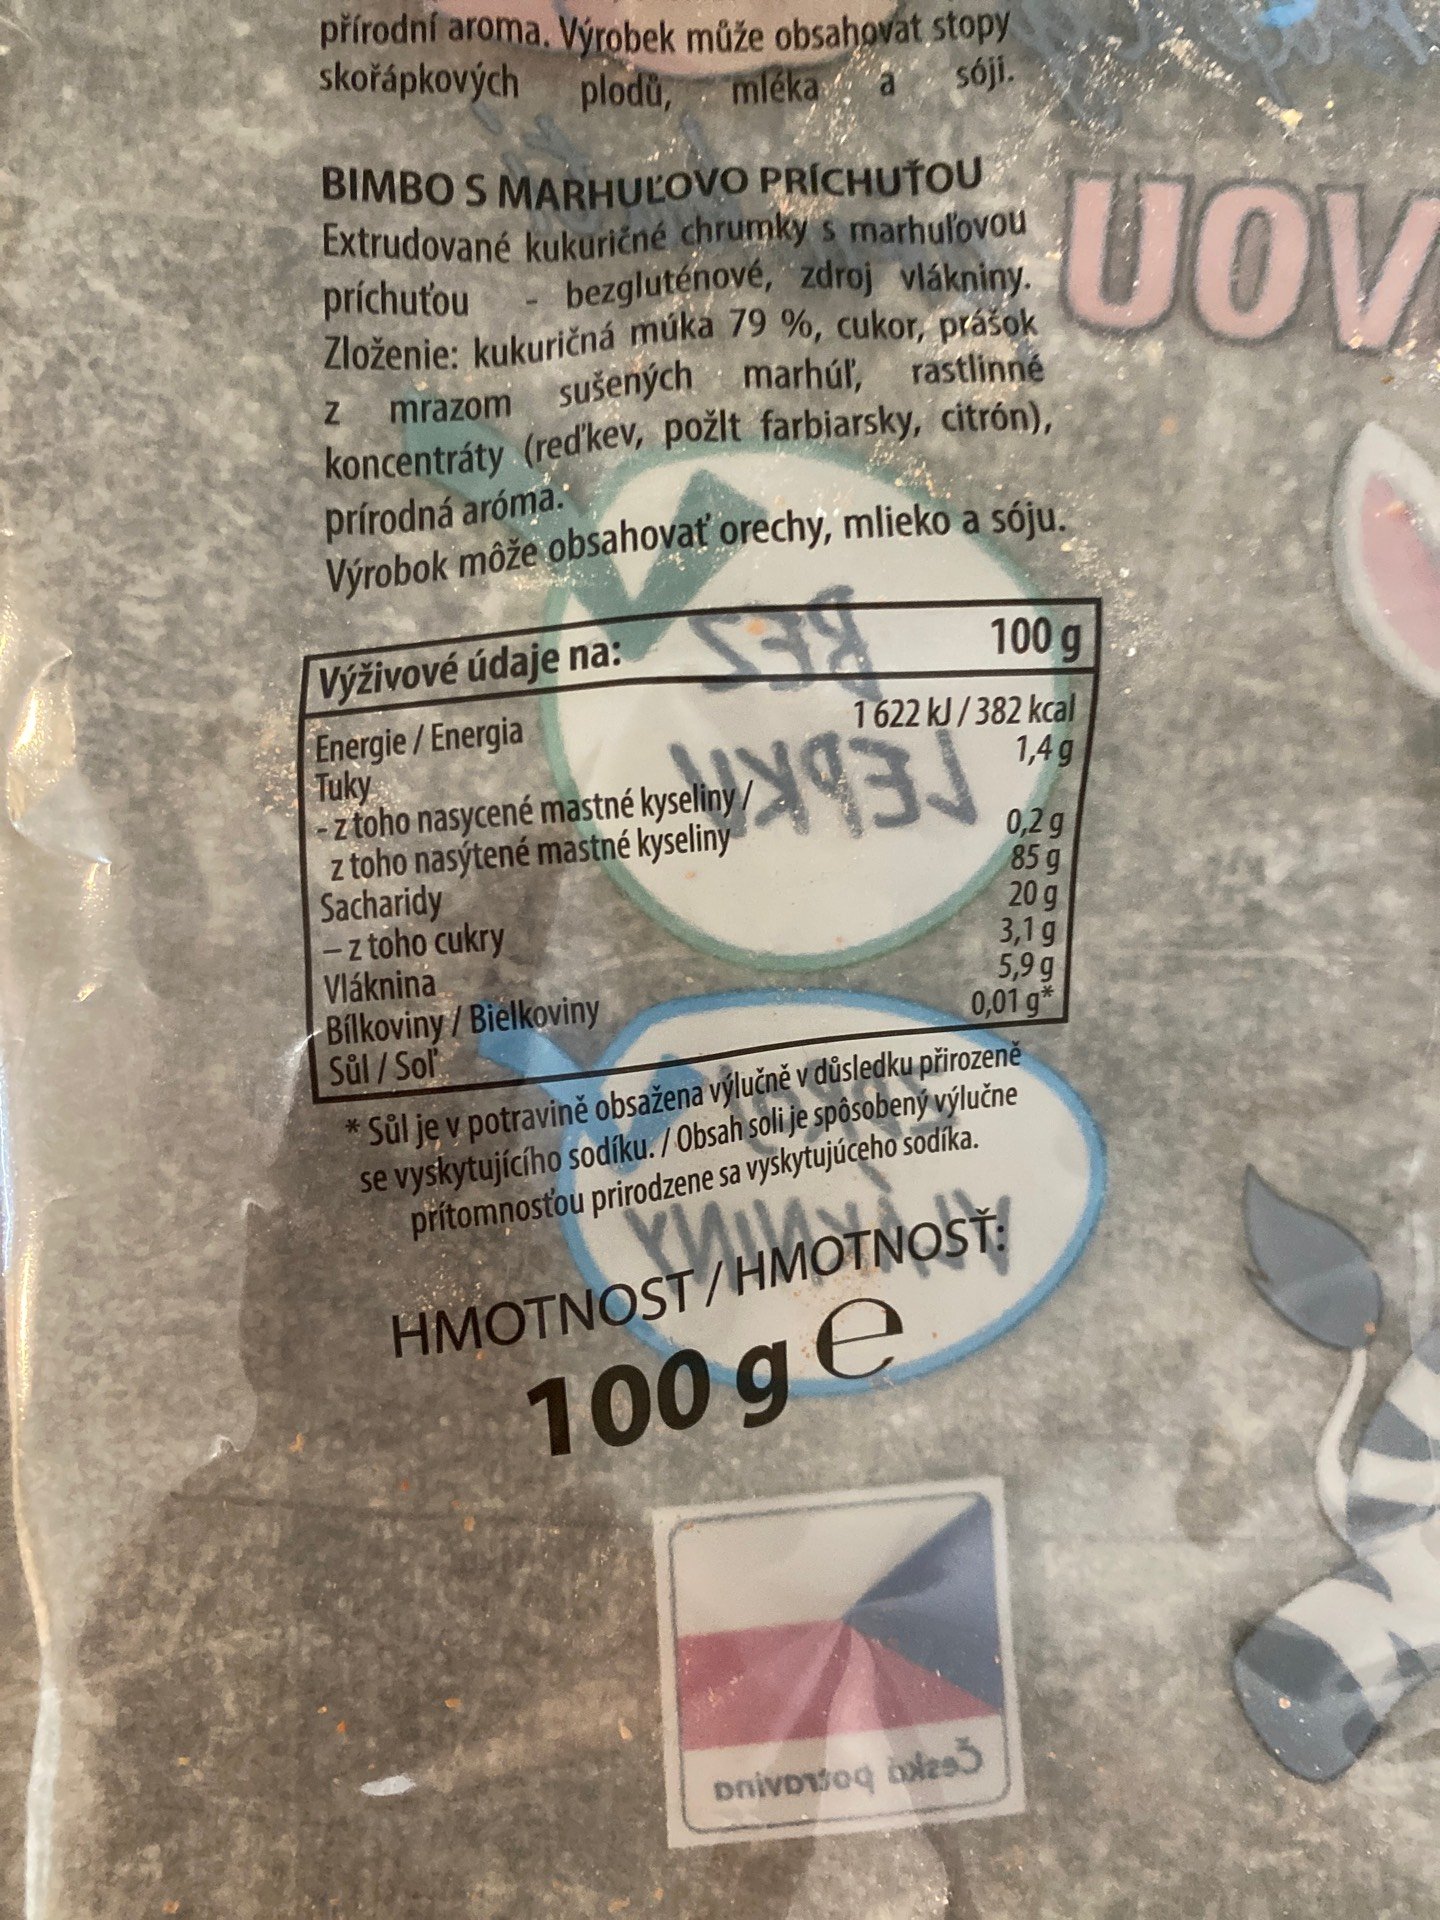 přírodní aroma. Výrobek může obsahovat stopy
skořápkových plodů, mléka a sóji.
BIMBO S MARHUĽOVO PRÍCHUŤOU
Extrudované kukuričné chrumky s marhuľovou
príchuťou - bezgluténové, zdroj vlákniny.
Zloženie: kukuričná múka 79 %, cukor, prášok
z mrazom sušených marhúľ, rastlinné
koncentráty (reďkev, požlt farbiarsky, citrón),
prírodná aróma.
Výrobok môže obsahovať orechy, mlieko a sóju.
Výživové údaje na: 100 g
Energie / Energia 1 622 kJ / 382 kcal
Tuky 1,4 g
- z toho nasycené mastné kyseliny /
z toho nasýtené mastné kyseliny 0,2 g
Sacharidy 85 g
– z toho cukry 20 g
Vláknina 3,1 g
Bílkoviny / Bielkoviny 5,9 g
Sůl / Soľ 0,01 g*
* Sůl je v potravině obsažena výlučně v důsledku přirozeně
se vyskytujícího sodíku. / Obsah soli je spôsobený výlučne
prítomnosťou prirodzene sa vyskytujúceho sodíka.
HMOTNOST / HMOTNOSŤ:
100 g e
BEZ
LEPKU
VLÁKNINY
Česká potravina